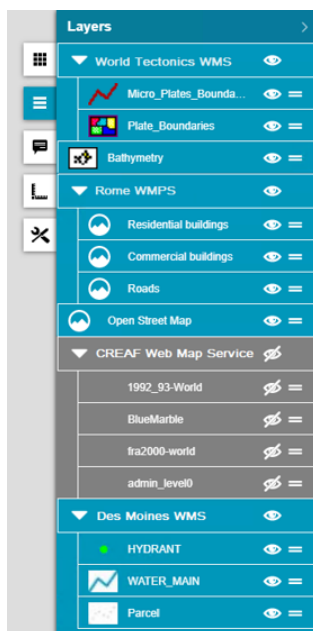 Layers
World Tectonics WMS
Micro_Plates_Bounda...
Plate_Boundaries
Bathymetry
Rome WMPS
Residential buildings
Commercial buildings
Roads
Open Street Map
CREAF Web Map Service
1992_93-World
BlueMarble
fra2000-world
admin_level0
Des Moines WMS
HYDRANT
WATER_MAIN
Parcel